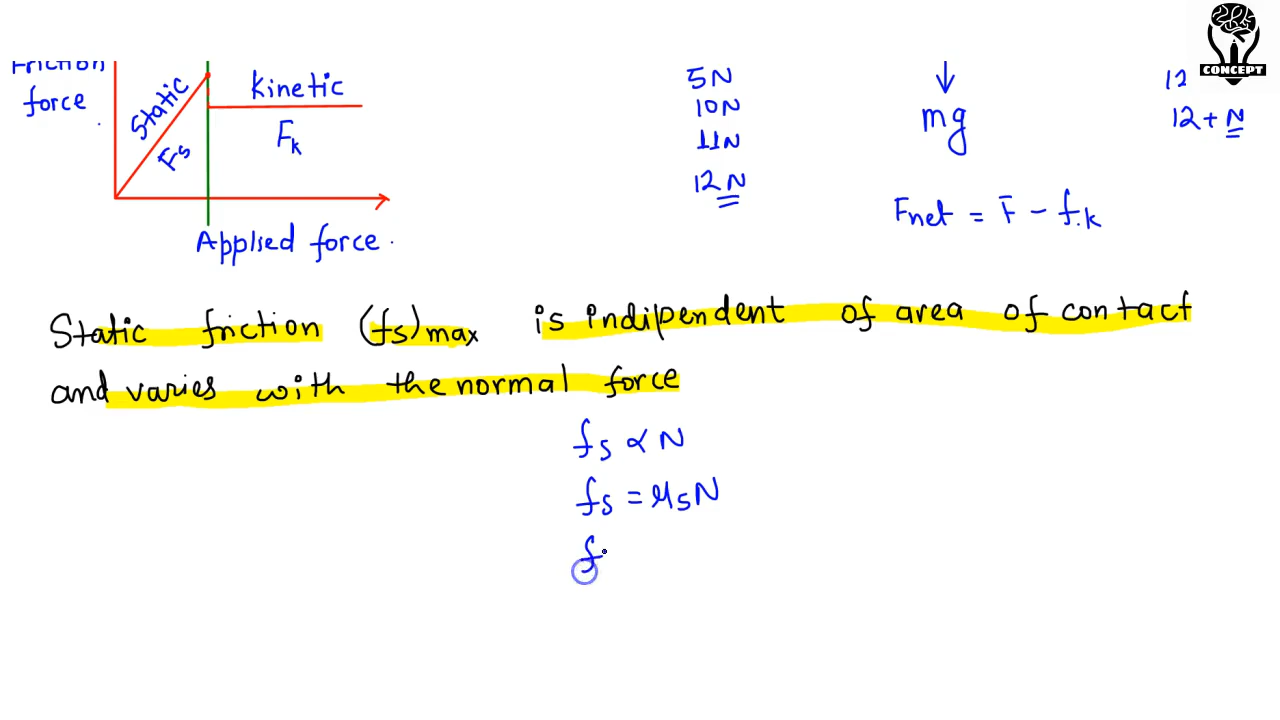 Friction
force
Static
Fs
Kinetic
Fk
Applied force
5N
10N
11N
12N
mg
12
12 + N
CONCEPT
Fnet = F - f.k
Static friction (fs)max is indipendent of area of contact
and varies with the normal force
fs ∝ N
fs = μsN
f